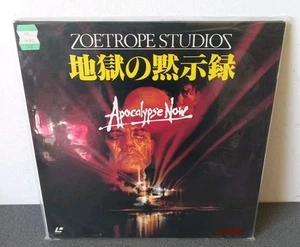 ZOETROPE STUDIOS
地獄の黙示録
Apocalypse Now